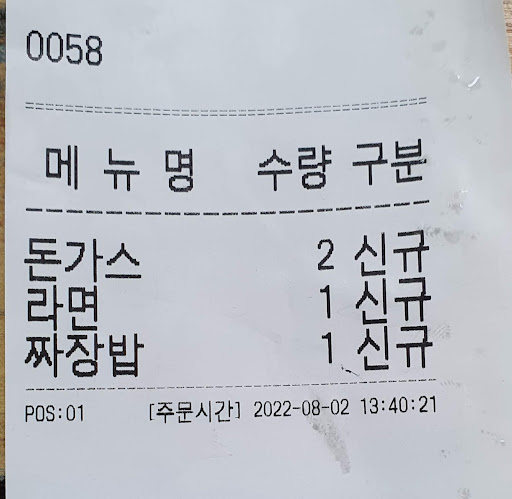 0058
메 뉴 명 수량 구분
돈가스 2 신규
라면 1 신규
짜장밥 1 신규
POS:01 [주문시간] 2022-08-02 13:40:21